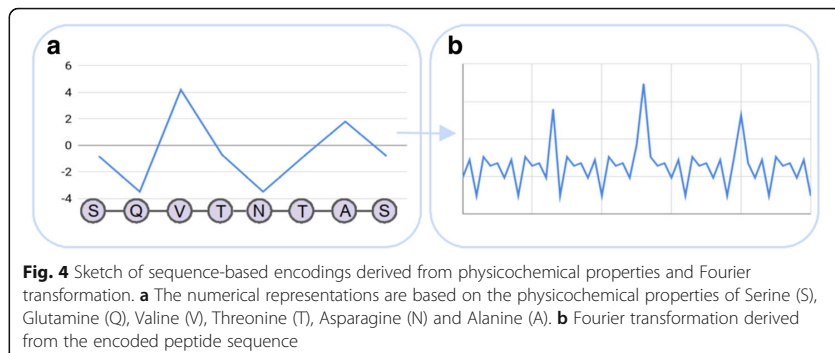 a
b
6
4
2
0
-2
-4
S Q V T N T A S
Fig. 4 Sketch of sequence-based encodings derived from physicochemical properties and Fourier
transformation. a The numerical representations are based on the physicochemical properties of Serine (S),
Glutamine (Q), Valine (V), Threonine (T), Asparagine (N) and Alanine (A). b Fourier transformation derived
from the encoded peptide sequence